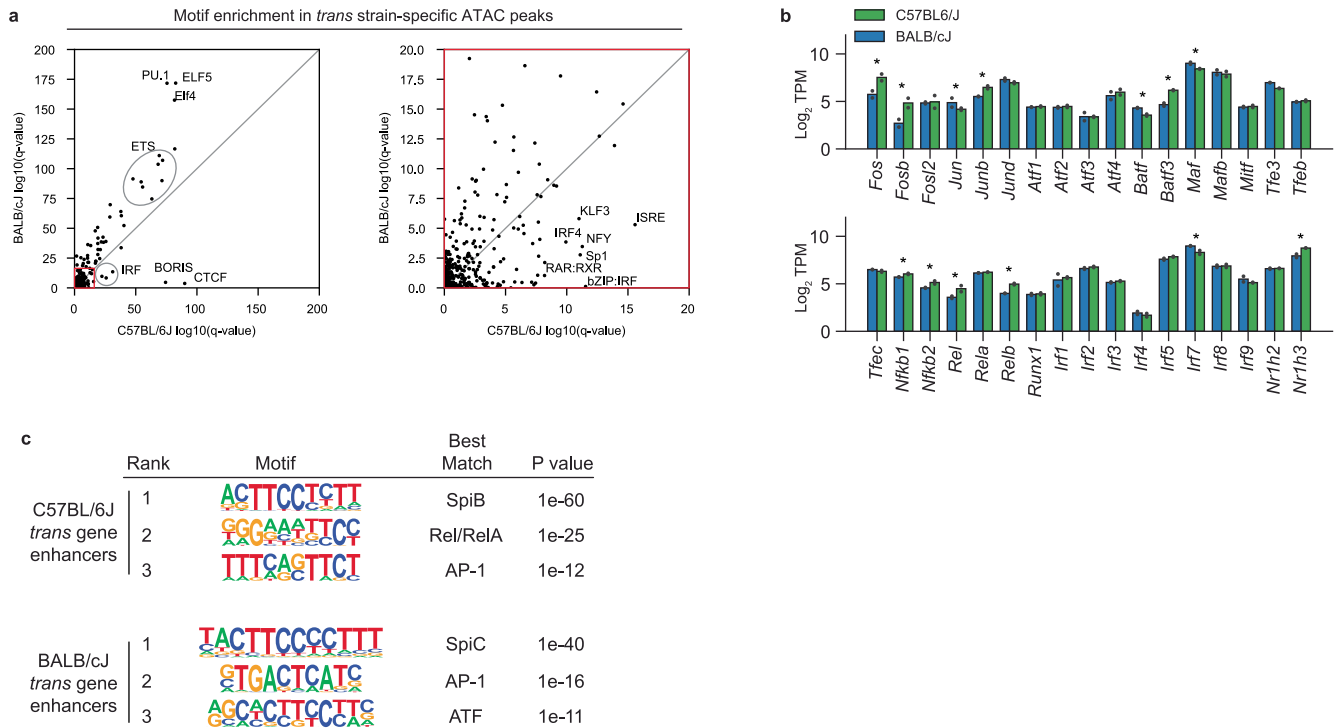 a
Motif enrichment in trans strain-specific ATAC peaks
200
175
150
125
100
75
50
25
0
0 50 100 150 200
BALB/cJ log10(q-value)
C57BL/6J log10(q-value)
PU.1 ELF5
Elf4
ETS
IRF
BORIS
CTCF
20.0
17.5
15.0
12.5
10.0
7.5
5.0
2.5
0.0
0 5 10 15 20
BALB/cJ log10(q-value)
C57BL/6J log10(q-value)
KLF3
ISRE
IRF4
NFY
Sp1
RAR:RXR
bZIP:IRF
b
C57BL6/J
BALB/cJ
Log2 TPM
10
5
0
* * * * * * *
Fos Fosb Fosl2 Jun Junb Jund Atf1 Atf2 Atf3 Atf4 Batf Batf3 Maf Mafb Mitf Tfe3 Tfeb
Log2 TPM
10
5
0
* * * * * *
Tfec Nfkb1 Nfkb2 Rel Rela Relb Runx1 Irf1 Irf2 Irf3 Irf4 Irf5 Irf7 Irf8 Irf9 Nr1h2 Nr1h3
c
Rank Motif Best Match P value
C57BL/6J
trans gene
enhancers
1 ACTTCCTCTT SpiB 1e-60
2 GGGAAATTCC Rel/RelA 1e-25
3 TTTCAGTTCT AP-1 1e-12
BALB/cJ
trans gene
enhancers
1 TACTTCCCCTTT SpiC 1e-40
2 GTGACTCATC AP-1 1e-16
3 AGCACTTCCTTC ATF 1e-11